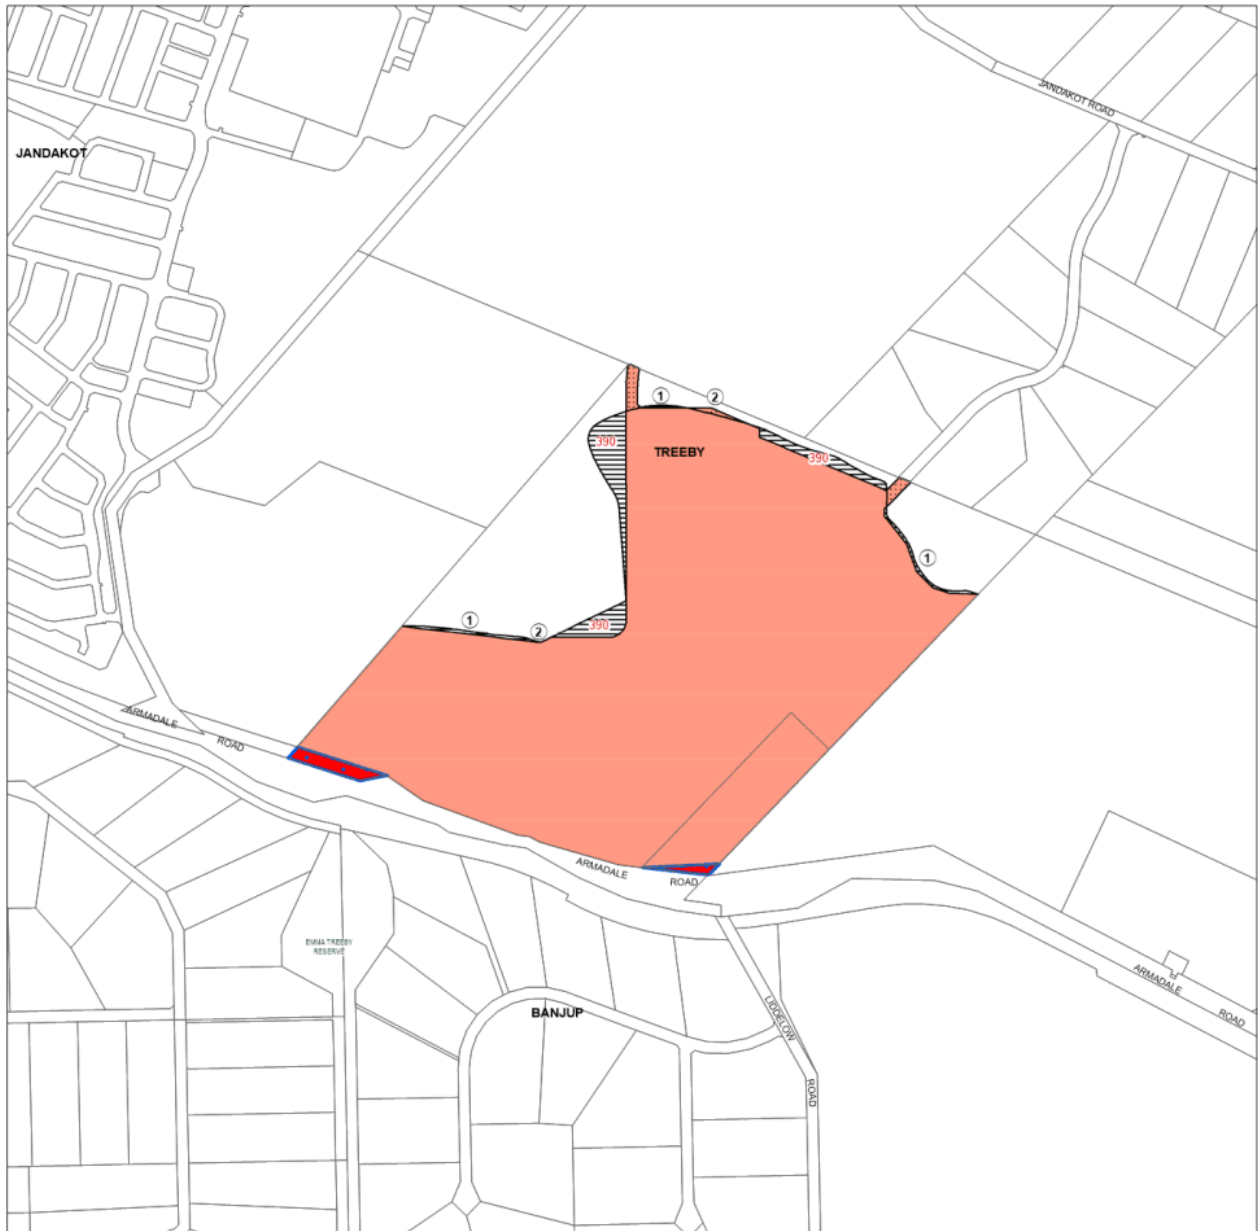 JANDAKOT ROAD
JANDAKOT
1
2
390
TREEBY
390
1
1
2
390
ARMADALE
ROAD
ARMADALE
ROAD
EMMA TREEBY
RESERVE
ARMADALE
ROAD
LIDDELOW
BANJUP
ROAD